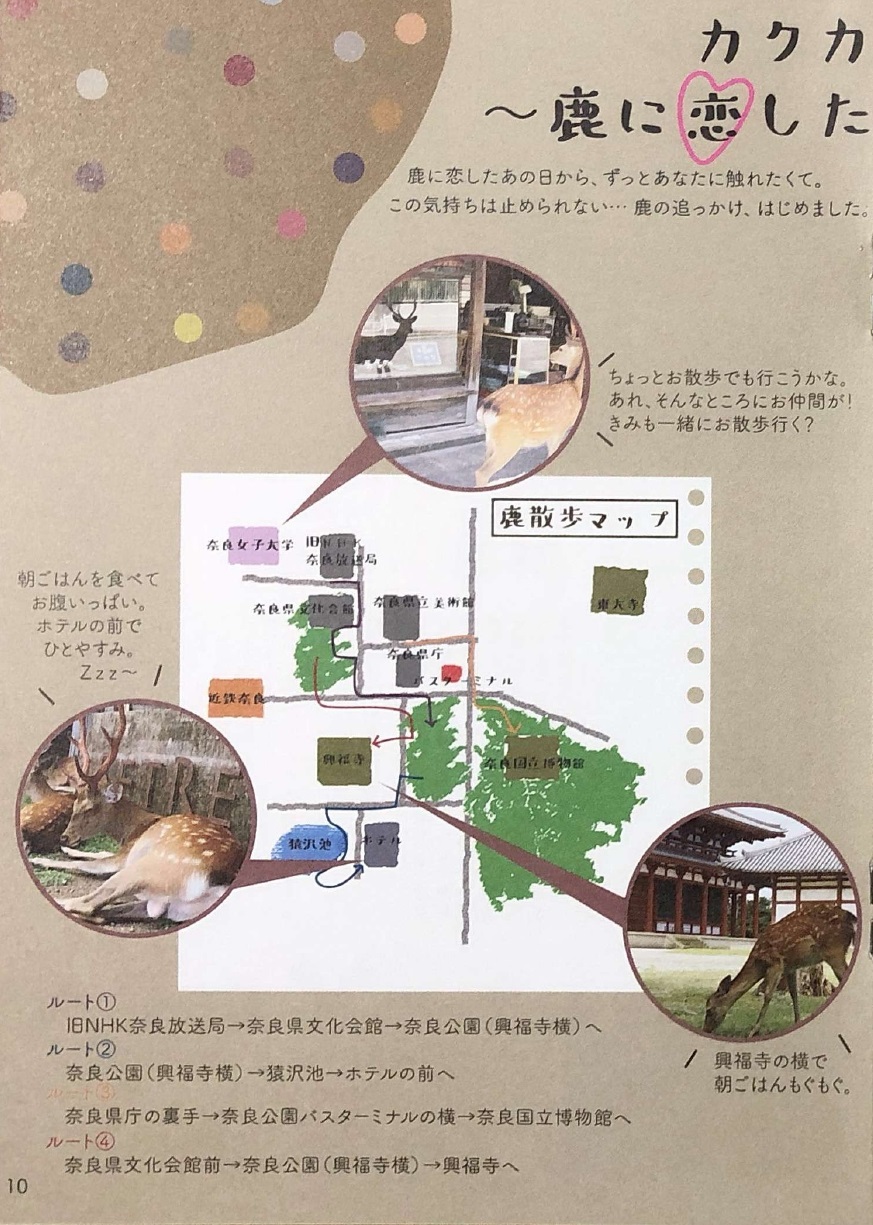 カクカ
～鹿に恋した
鹿に恋したあの日から、ずっとあなたに触れたくて。
この気持ちは止められない… 鹿の追っかけ、はじめました。
ちょっとお散歩でも行こうかな。
あれ、そんなところにお仲間が！
きみも一緒にお散歩行く？
鹿散歩マップ
奈良女子大学
旧NHK
奈良放送局
奈良県文化会館
奈良県立美術館
東大寺
奈良県庁
バスターミナル
近鉄奈良
興福寺
奈良国立博物館
猿沢池
ホテル
朝ごはんを食べて
お腹いっぱい。
ホテルの前で
ひとやすみ。
Zzz～
興福寺の横で
朝ごはんもぐもぐ。
ルート①
旧NHK奈良放送局→奈良県文化会館→奈良公園（興福寺横）へ
ルート②
奈良公園（興福寺横）→猿沢池→ホテルの前へ
ルート③
奈良県庁の裏手→奈良公園バスターミナルの横→奈良国立博物館へ
ルート④
奈良県文化会館前→奈良公園（興福寺横）→興福寺へ
10